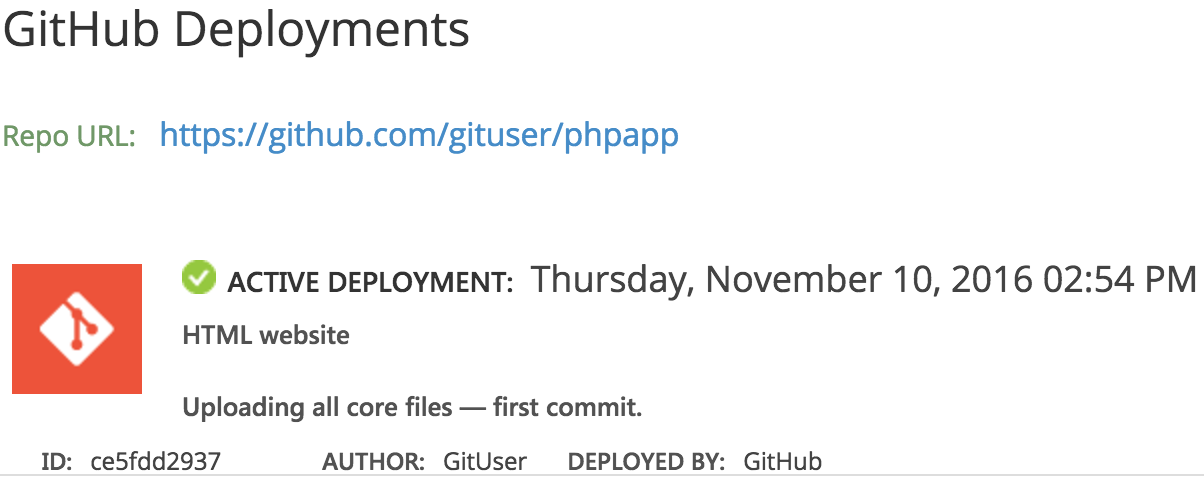 GitHub Deployments
Repo URL: https://github.com/gituser/phpapp
ACTIVE DEPLOYMENT: Thursday, November 10, 2016 02:54 PM
HTML website
Uploading all core files — first commit.
ID: ce5fdd2937 AUTHOR: GitUser DEPLOYED BY: GitHub